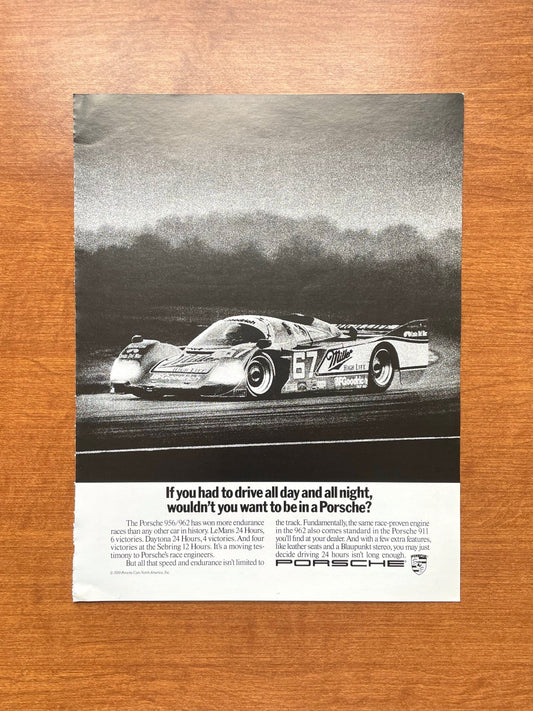 67
Miller
HIGH LIFE
BFGoodrich
If you had to drive all day and all night,
wouldn't you want to be in a Porsche?
The Porsche 956/962 has won more endurance
races than any other car in history. LeMans 24 Hours,
6 victories. Daytona 24 Hours, 4 victories. And four
victories at the Sebring 12 Hours. It's a moving tes-
timony to Porsche's race engineers.
But all that speed and endurance isn't limited to
the track. Fundamentally, the same race-proven engine
in the 962 also comes standard in the Porsche 911
you'll find at your dealer. And with a few extra features,
like leather seats and a Blaupunkt stereo, you may just
decide driving 24 hours isn't long enough.
PORSCHE
Porsche Cars North America, Inc.